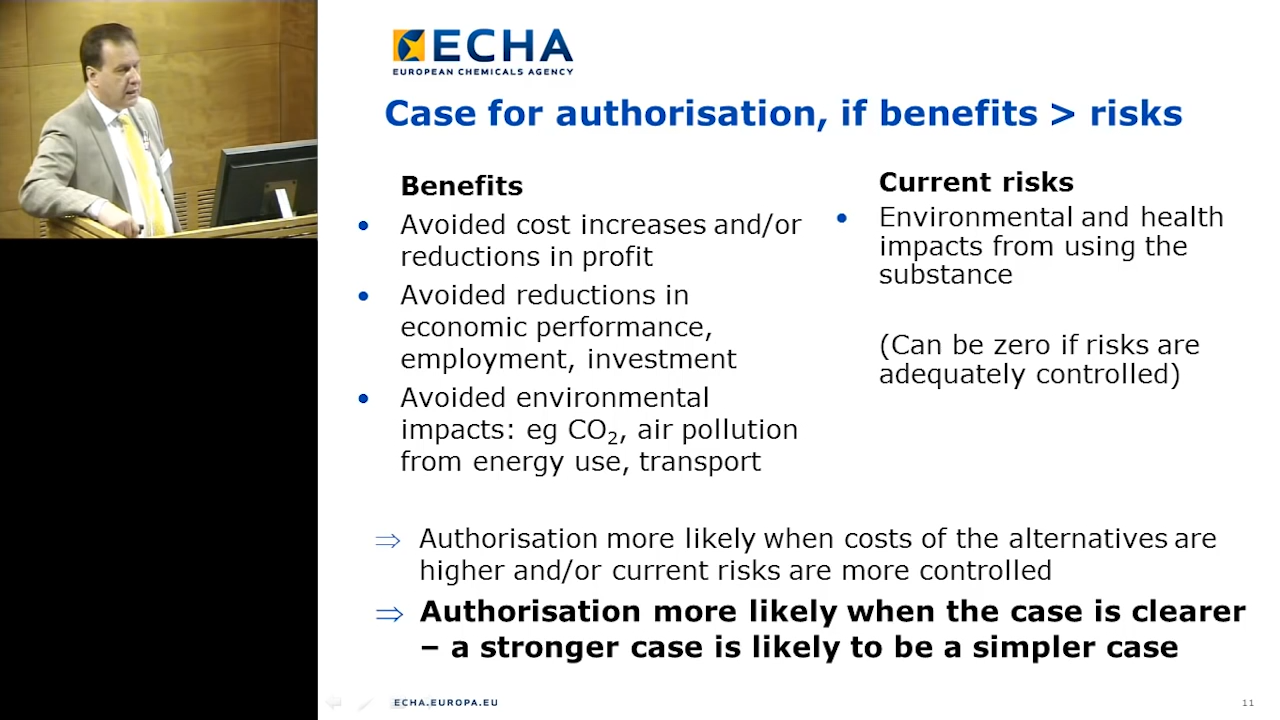 ECHA
EUROPEAN CHEMICALS AGENCY
Case for authorisation, if benefits > risks
Benefits
• Avoided cost increases and/or
reductions in profit
• Avoided reductions in
economic performance,
employment, investment
• Avoided environmental
impacts: eg CO₂, air pollution
from energy use, transport
Current risks
• Environmental and health
impacts from using the
substance
(Can be zero if risks are
adequately controlled)
⇒ Authorisation more likely when costs of the alternatives are
higher and/or current risks are more controlled
⇒ Authorisation more likely when the case is clearer
– a stronger case is likely to be a simpler case
ECHA.EUROPA.EU
11